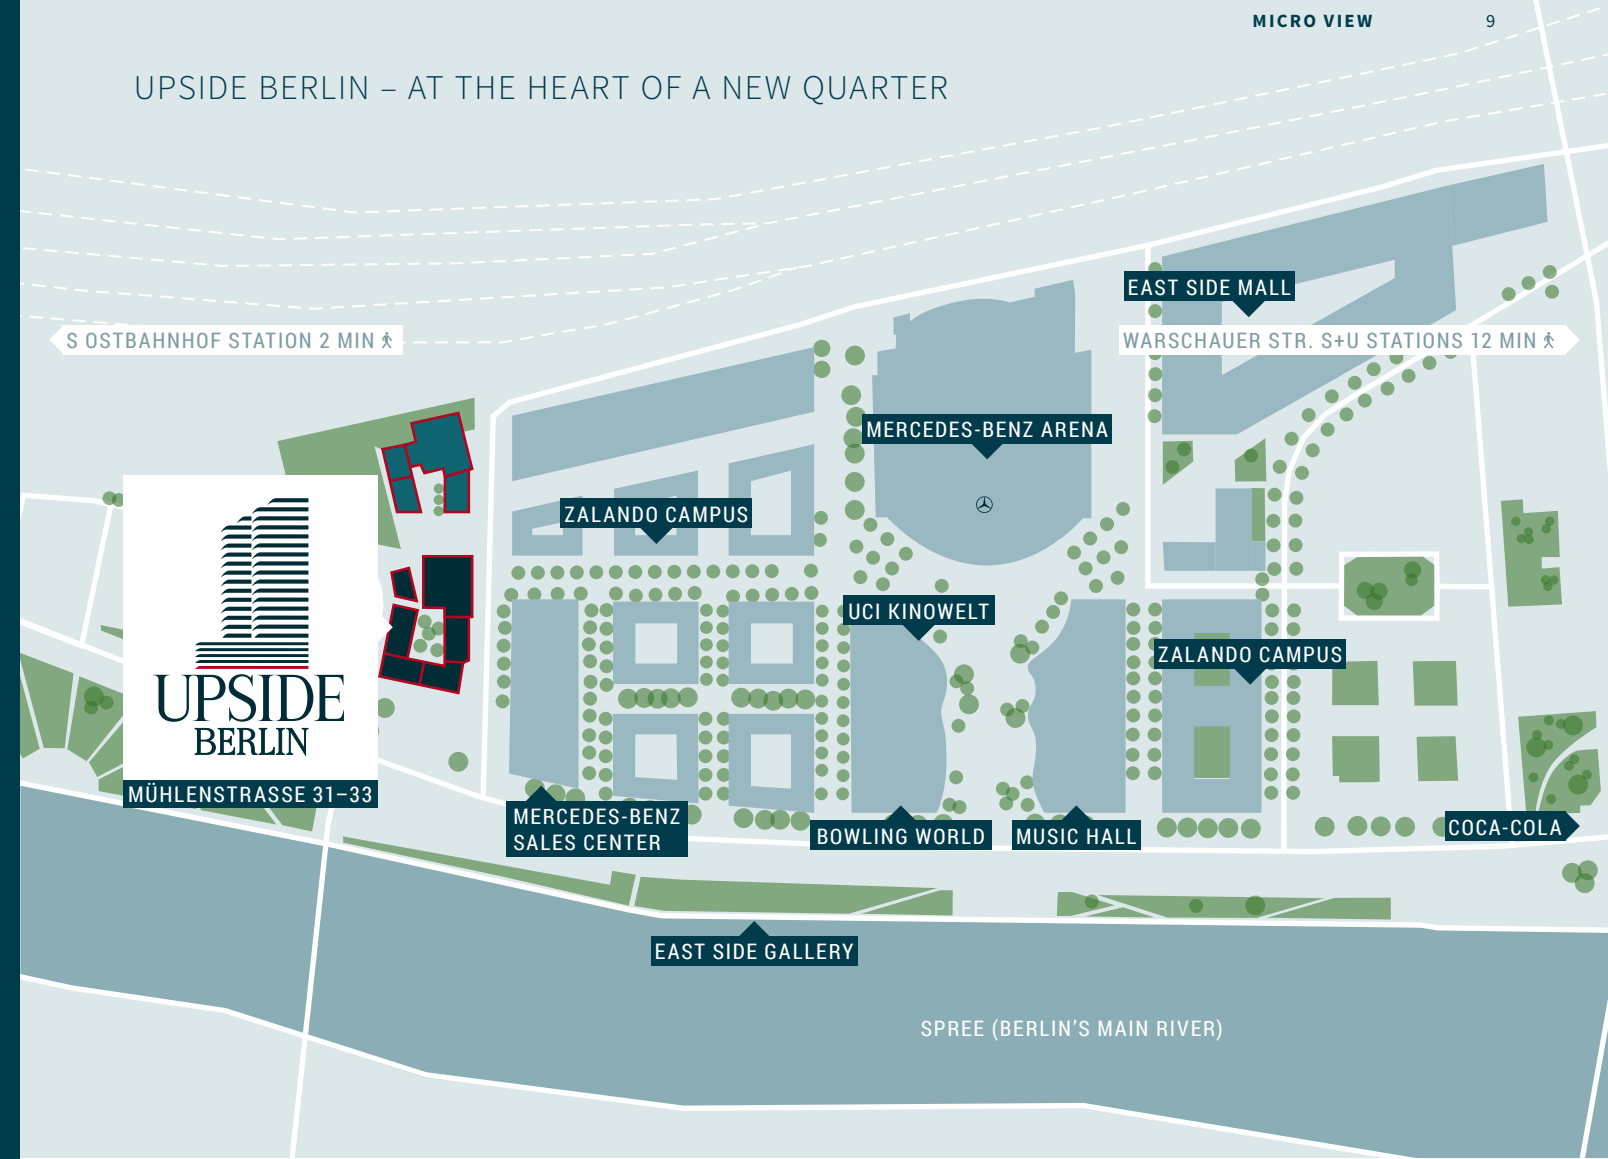 MICRO VIEW 9
UPSIDE BERLIN – AT THE HEART OF A NEW QUARTER
EAST SIDE MALL
S OSTBAHNHOF STATION 2 MIN
WARSCHAUER STR. S+U STATIONS 12 MIN
MERCEDES-BENZ ARENA
ZALANDO CAMPUS
UCI KINOWELT
ZALANDO CAMPUS
UPSIDE
BERLIN
MÜHLENSTRASSE 31–33
MERCEDES-BENZ
SALES CENTER
BOWLING WORLD
MUSIC HALL
COCA-COLA
EAST SIDE GALLERY
SPREE (BERLIN'S MAIN RIVER)